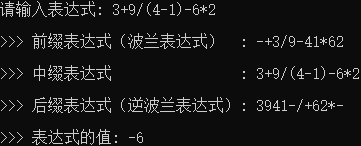 请输入表达式: 3+9/(4-1)-6*2
>>> 前缀表达式（波兰表达式）  : -+3/9-41*62
>>> 中缀表达式             : 3+9/(4-1)-6*2
>>> 后缀表达式（逆波兰表达式）: 3941-/+62*-
>>> 表达式的值: -6